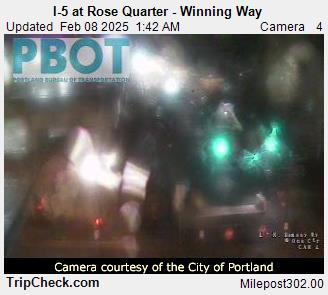 I-5 at Rose Quarter - Winning Way
Updated Feb 08 2025 1:42 AM Camera 4
PBOT
PORTLAND BUREAU OF TRANSPORTATION
Camera courtesy of the City of Portland
TripCheck.com Milepost302.00